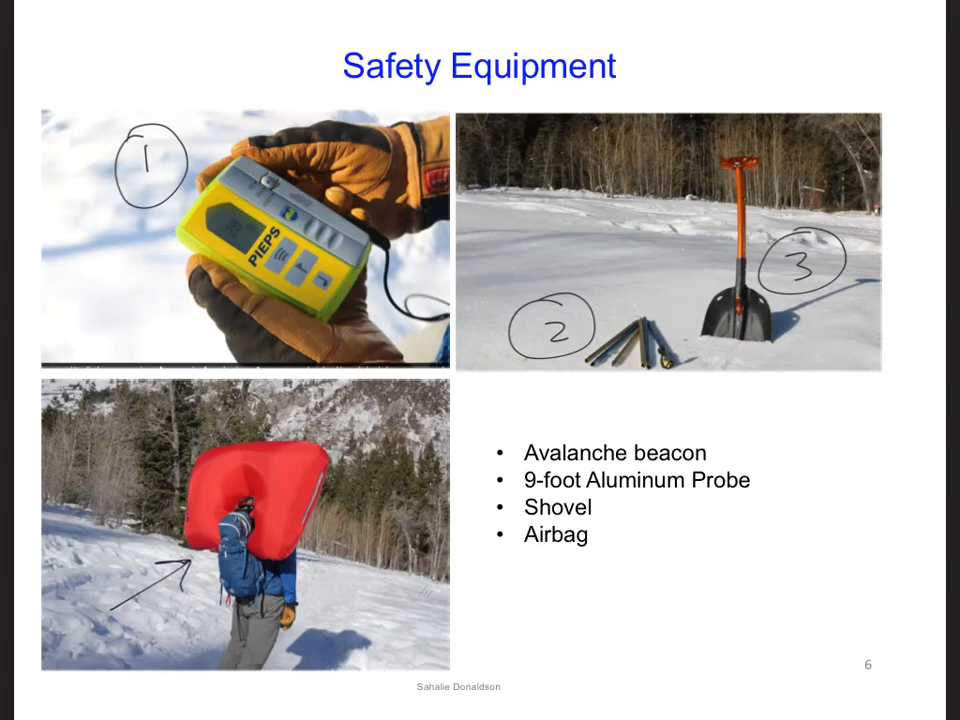 Safety Equipment
1
PIEPS
2
3
• Avalanche beacon
• 9-foot Aluminum Probe
• Shovel
• Airbag
6
Sahalie Donaldson